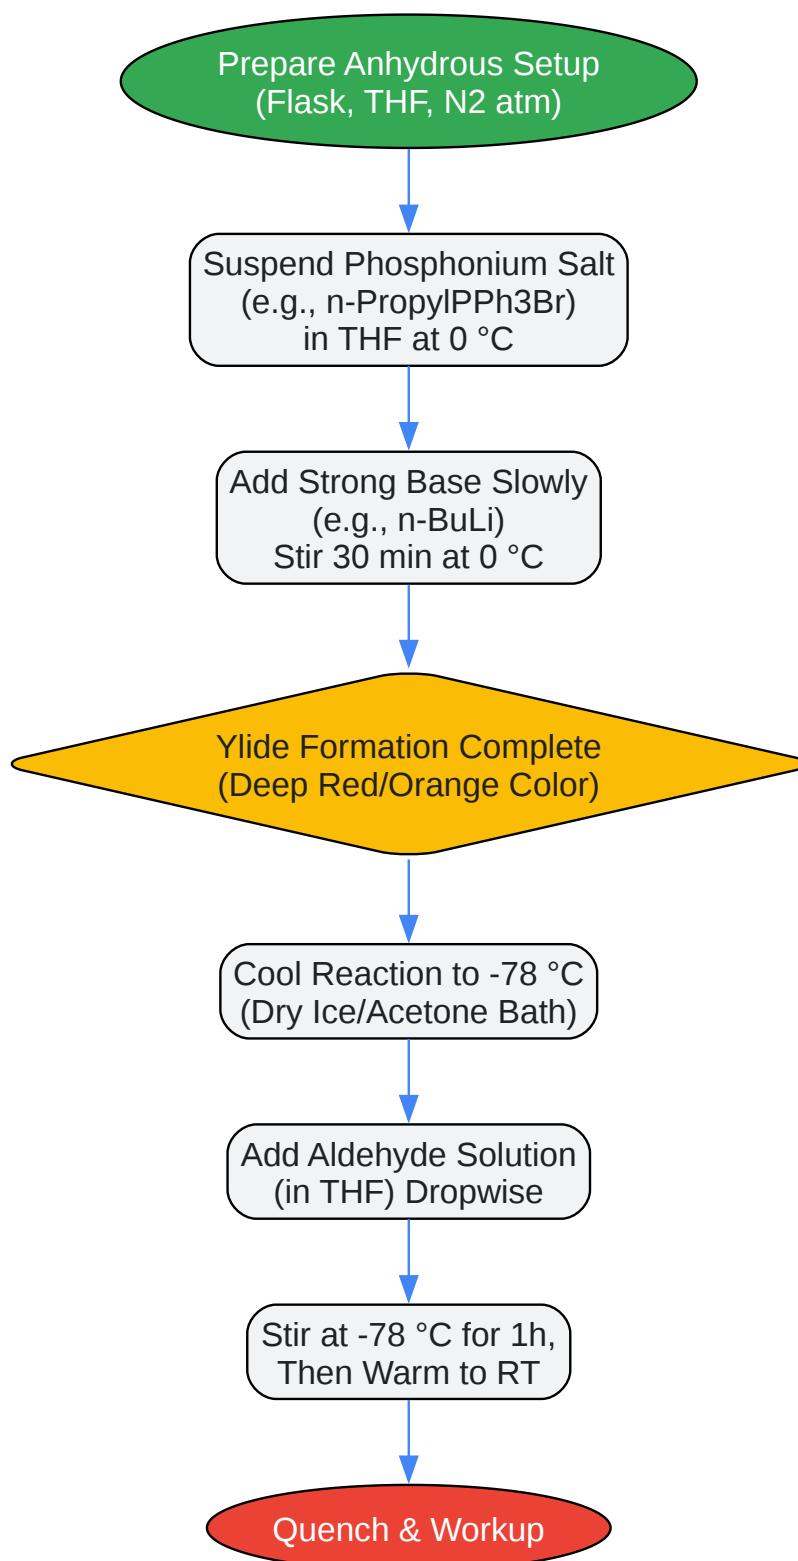 Prepare Anhydrous Setup
(Flask, THF, N2 atm)
Suspend Phosphonium Salt
(e.g., n-PropylPPh3Br)
in THF at 0 °C
Add Strong Base Slowly
(e.g., n-BuLi)
Stir 30 min at 0 °C
Ylide Formation Complete
(Deep Red/Orange Color)
Cool Reaction to -78 °C
(Dry Ice/Acetone Bath)
Add Aldehyde Solution
(in THF) Dropwise
Stir at -78 °C for 1h,
Then Warm to RT
Quench & Workup